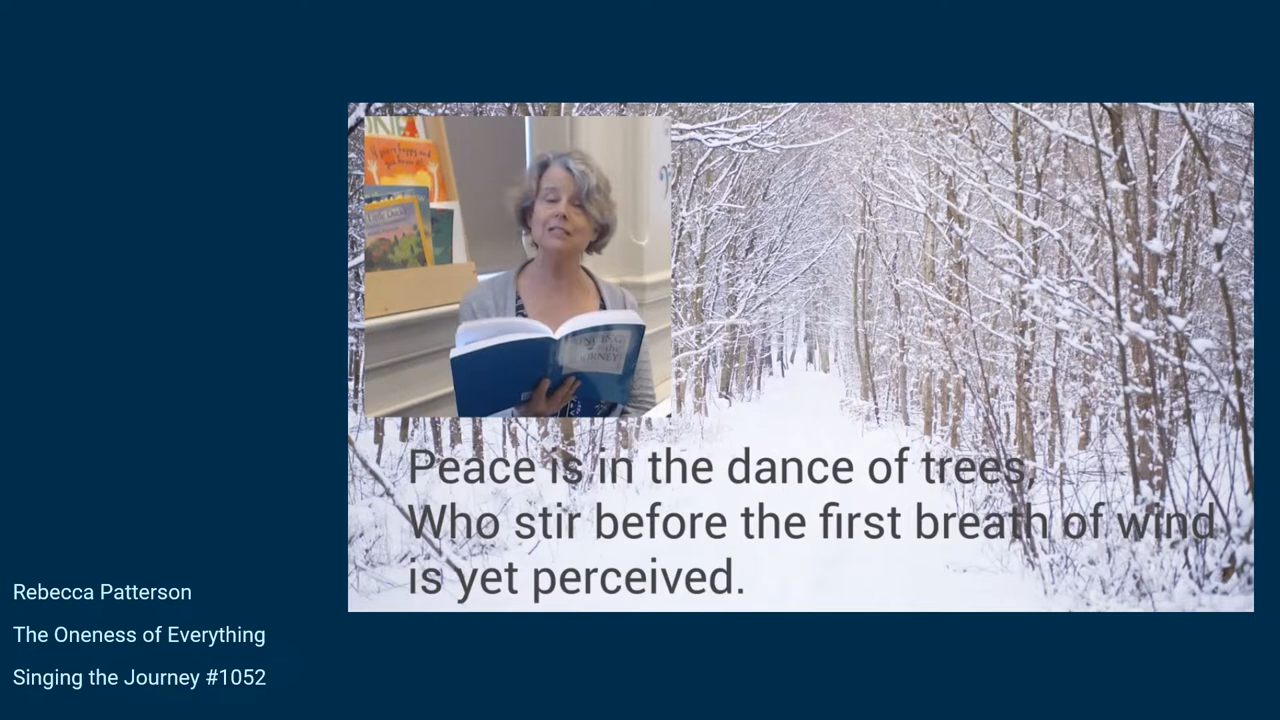 Peace is in the dance of trees,
Who stir before the first breath of wind
is yet perceived.
Rebecca Patterson
The Oneness of Everything
Singing the Journey #1052